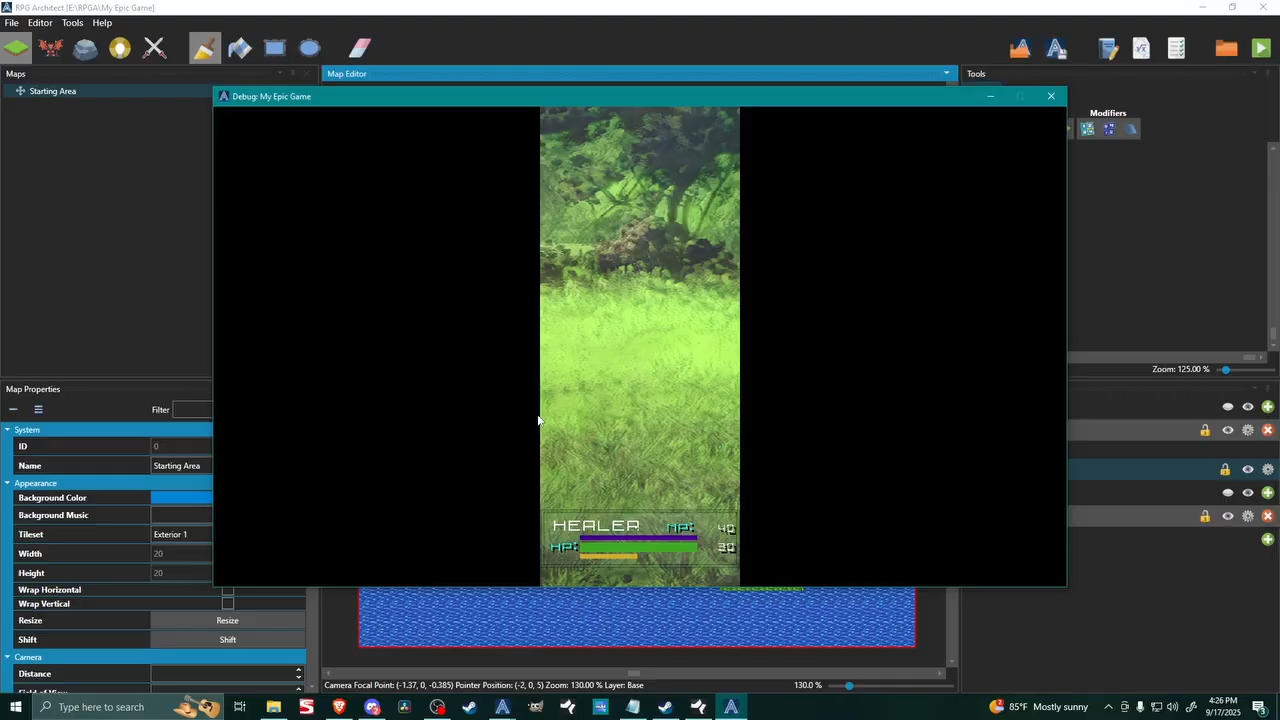 RPG Architect [E:\RPGA\My Epic Game]
File Editor Tools Help
Maps
Map Editor
Tools
Starting Area
Debug: My Epic Game
Modifiers
Zoom: 125.00 %
Map Properties
Filter
System
ID 0
Name Starting Area
Appearance
Background Color
Background Music
Tileset Exterior 1
Width 20
Height 20
Wrap Horizontal
Wrap Vertical
Resize Resize
Shift Shift
Camera
Distance
HEALER MP: 40
HP: 30
Camera Focal Point: (-1.37, 0, -0.385) Pointer Position: (-2, 0, 5) Zoom: 130.00 % Layer: Base
130.0 %
Type here to search
85°F Mostly sunny
4:26 PM
9/17/2025